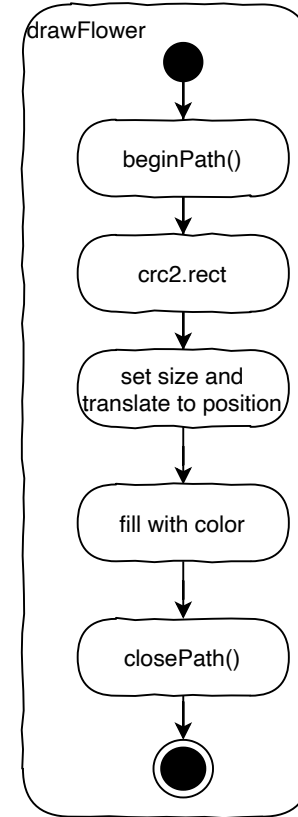 drawFlower
beginPath()
crc2.rect
set size and
translate to position
fill with color
closePath()